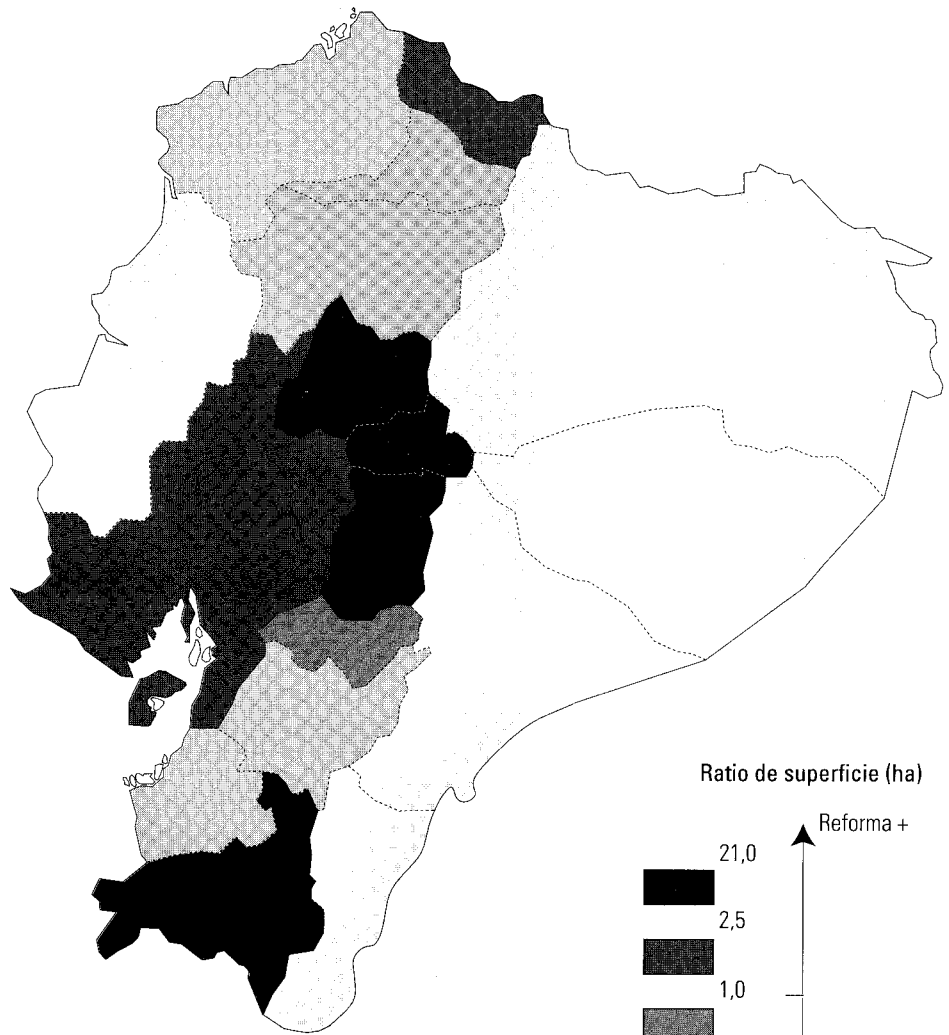 Ratio de superficie (ha)
Reforma +
21,0
2,5
1,0